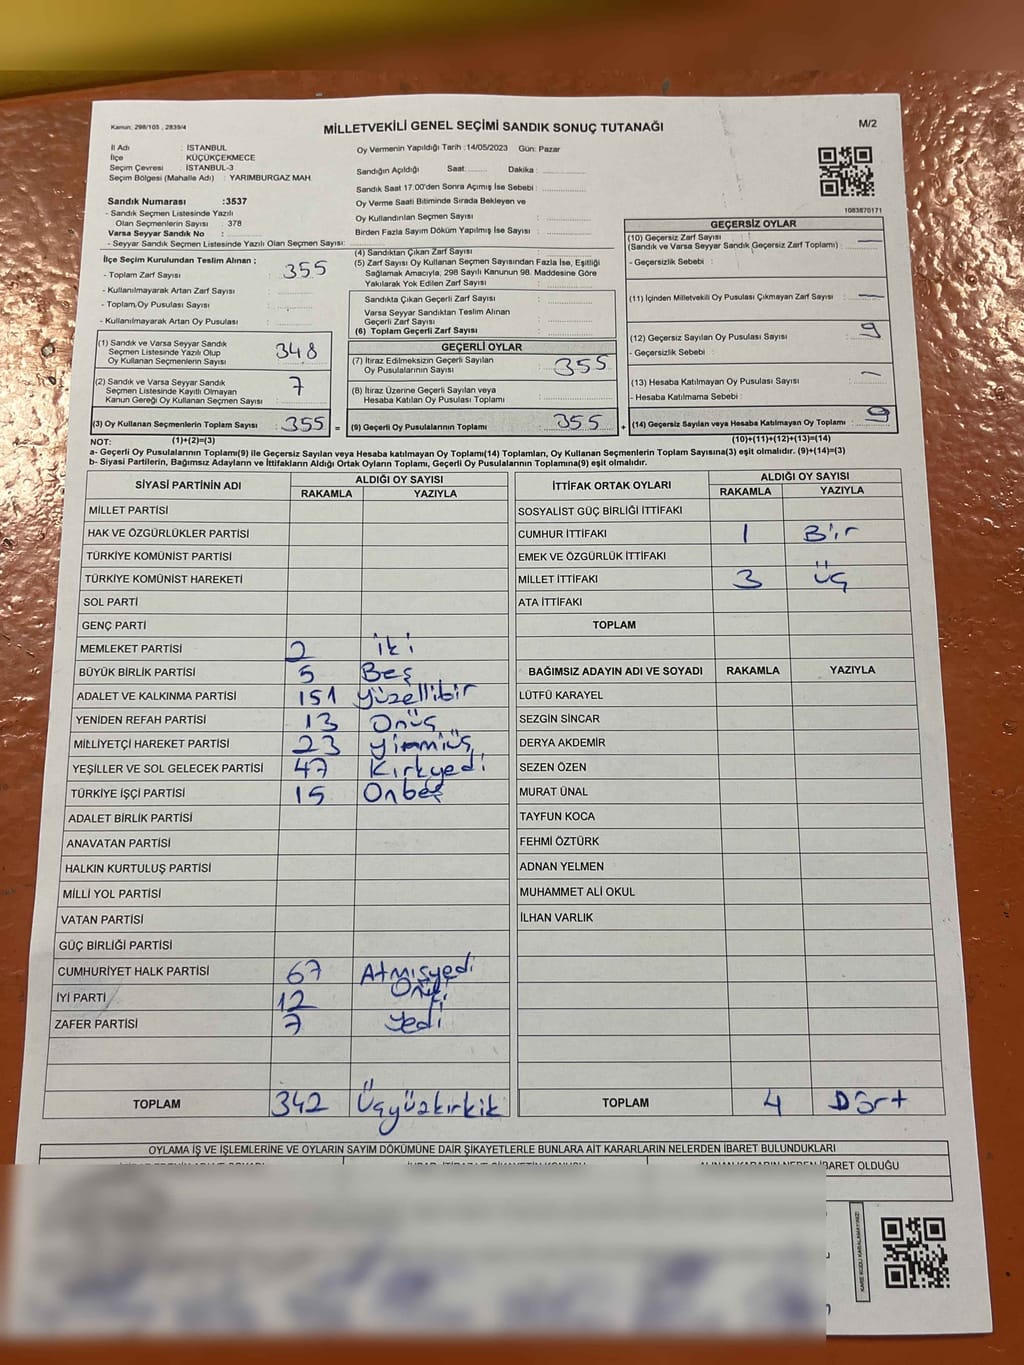 Kanun: 298/105 , 2839/4
MİLLETVEKİLİ GENEL SEÇİMİ SANDIK SONUÇ TUTANAĞI
M/2
İl Adı : İSTANBUL
İlçe : KÜÇÜKÇEKMECE
Seçim Çevresi : İSTANBUL-3
Seçim Bölgesi (Mahalle Adı) : YARIMBURGAZ MAH.
Sandık Numarası :3537
- Sandık Seçmen Listesinde Yazılı
Olan Seçmenlerin Sayısı : 378
Varsa Seyyar Sandık No :
- Seyyar Sandık Seçmen Listesinde Yazılı Olan Seçmen Sayısı:
Oy Vermenin Yapıldığı Tarih :14/05/2023 Gün: Pazar
Sandığın Açıldığı Saat: Dakika :
Sandık Saat 17.00'den Sonra Açımış İse Sebebi :
Oy Verme Saati Bitiminde Sırada Bekleyen ve
Oy Kullandırılan Seçmen Sayısı :
Birden Fazla Sayım Döküm Yapılmış İse Sayısı :
1083870171
İlçe Seçim Kurulundan Teslim Alınan ;
- Toplam Zarf Sayısı : 355
- Kullanılmayarak Artan Zarf Sayısı :
- Toplam Oy Pusulası Sayısı :
- Kullanılmayarak Artan Oy Pusulası :
(1) Sandık ve Varsa Seyyar Sandık
Seçmen Listesinde Yazılı Olup
Oy Kullanan Seçmenlerin Sayısı : 348
(2) Sandık ve Varsa Seyyar Sandık
Seçmen Listesinde Kayıtlı Olmayan
Kanun Gereği Oy Kullanan Seçmen Sayısı : 7
(3) Oy Kullanan Seçmenlerin Toplam Sayısı : 355 =
(4) Sandıktan Çıkan Zarf Sayısı :
(5) Zarf Sayısı Oy Kullanan Seçmen Sayısından Fazla İse, Eşitliği
Sağlamak Amacıyla, 298 Sayılı Kanunun 98. Maddesine Göre
Yakılarak Yok Edilen Zarf Sayısı :
Sandıkta Çıkan Geçerli Zarf Sayısı :
Varsa Seyyar Sandıktan Teslim Alınan
Geçerli Zarf Sayısı :
(6) Toplam Geçerli Zarf Sayısı :
GEÇERLİ OYLAR
(7) İtiraz Edilmeksizin Geçerli Sayılan
Oy Pusulalarının Sayısı : 355
(8) İtiraz Üzerine Geçerli Sayılan veya
Hesaba Katılan Oy Pusulası Toplamı :
(9) Geçerli Oy Pusulalarının Toplamı : 355 +
GEÇERSİZ OYLAR
(10) Geçersiz Zarf Sayısı
(Sandık ve Varsa Seyyar Sandık Geçersiz Zarf Toplamı) : —
- Geçersizlik Sebebi :
(11) İçinden Milletvekili Oy Pusulası Çıkmayan Zarf Sayısı : —
(12) Geçersiz Sayılan Oy Pusulası Sayısı : 9
- Geçersizlik Sebebi :
(13) Hesaba Katılmayan Oy Pusulası Sayısı : —
- Hesaba Katılmama Sebebi :
(14) Geçersiz Sayılan veya Hesaba Katılmayan Oy Toplamı : 9
NOT: (1)+(2)=(3)
(10)+(11)+(12)+(13)=(14)
a- Geçerli Oy Pusulalarının Toplamı(9) ile Geçersiz Sayılan veya Hesaba Katılmayan Oy Toplamı(14) Toplamları, Oy Kullanan Seçmenlerin Toplam Sayısına(3) eşit olmalıdır. (9)+(14)=(3)
b- Siyasi Partilerin, Bağımsız Adayların ve İttifakların Aldığı Ortak Oyların Toplamı, Geçerli Oy Pusulalarının Toplamına(9) eşit olmalıdır.
SİYASİ PARTİNİN ADI ALDIĞI OY SAYISI
RAKAMLA YAZIYLA
MİLLET PARTİSİ
HAK VE ÖZGÜRLÜKLER PARTİSİ
TÜRKİYE KOMÜNİST PARTİSİ
TÜRKİYE KOMÜNİST HAREKETİ
SOL PARTİ
GENÇ PARTİ
MEMLEKET PARTİSİ 2 iki
BÜYÜK BİRLİK PARTİSİ 5 Beş
ADALET VE KALKINMA PARTİSİ 151 yüzellibir
YENİDEN REFAH PARTİSİ 13 Onüç
MİLLİYETÇİ HAREKET PARTİSİ 23 yirmiüç
YEŞİLLER VE SOL GELECEK PARTİSİ 47 Kırkyedi
TÜRKİYE İŞÇİ PARTİSİ 15 Onbeş
ADALET BİRLİK PARTİSİ
ANAVATAN PARTİSİ
HALKIN KURTULUŞ PARTİSİ
MİLLİ YOL PARTİSİ
VATAN PARTİSİ
GÜÇ BİRLİĞİ PARTİSİ
CUMHURİYET HALK PARTİSİ 67 Atmışyedi
İYİ PARTİ 12 Oniki
ZAFER PARTİSİ 7 Yedi
TOPLAM 342 Üçyüzkırkik
İTTİFAK ORTAK OYLARI ALDIĞI OY SAYISI
RAKAMLA YAZIYLA
SOSYALİST GÜÇ BİRLİĞİ İTTİFAKI
CUMHUR İTTİFAKI 1 Bir
EMEK VE ÖZGÜRLÜK İTTİFAKI
MİLLET İTTİFAKI 3 üç
ATA İTTİFAKI
TOPLAM
BAĞIMSIZ ADAYIN ADI VE SOYADI RAKAMLA YAZIYLA
LÜTFÜ KARAYEL
SEZGİN SİNCAR
DERYA AKDEMİR
SEZEN ÖZEN
MURAT ÜNAL
TAYFUN KOCA
FEHMİ ÖZTÜRK
ADNAN YELMEN
MUHAMMET ALİ OKUL
İLHAN VARLIK
TOPLAM 4 Dört
OYLAMA İŞ VE İŞLEMLERİNE VE OYLARIN SAYIM DÖKÜMÜNE DAİR ŞİKAYETLERLE BUNLARA AİT KARARLARIN NELERDEN İBARET BULUNDUKLARI
ALINAN KARARIN NEDEN İBARET OLDUĞU
KARE KODU KARALAMAYINIZ!